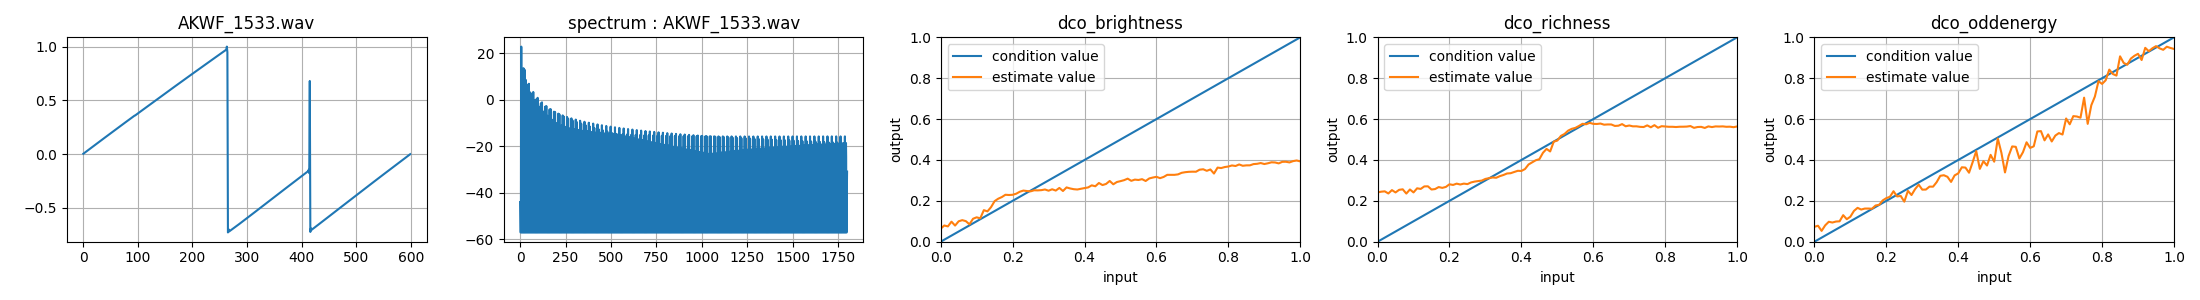 AKWF_1533.wav
1.0
0.5
0.0
−0.5
0 100 200 300 400 500 600
spectrum : AKWF_1533.wav
20
0
−20
−40
−60
0 250 500 750 1000 1250 1500 1750
dco_brightness
condition value
estimate value
output
1.0
0.8
0.6
0.4
0.2
0.0
0.0 0.2 0.4 0.6 0.8 1.0
input
dco_richness
condition value
estimate value
output
1.0
0.8
0.6
0.4
0.2
0.0
0.0 0.2 0.4 0.6 0.8 1.0
input
dco_oddenergy
condition value
estimate value
output
1.0
0.8
0.6
0.4
0.2
0.0
0.0 0.2 0.4 0.6 0.8 1.0
input